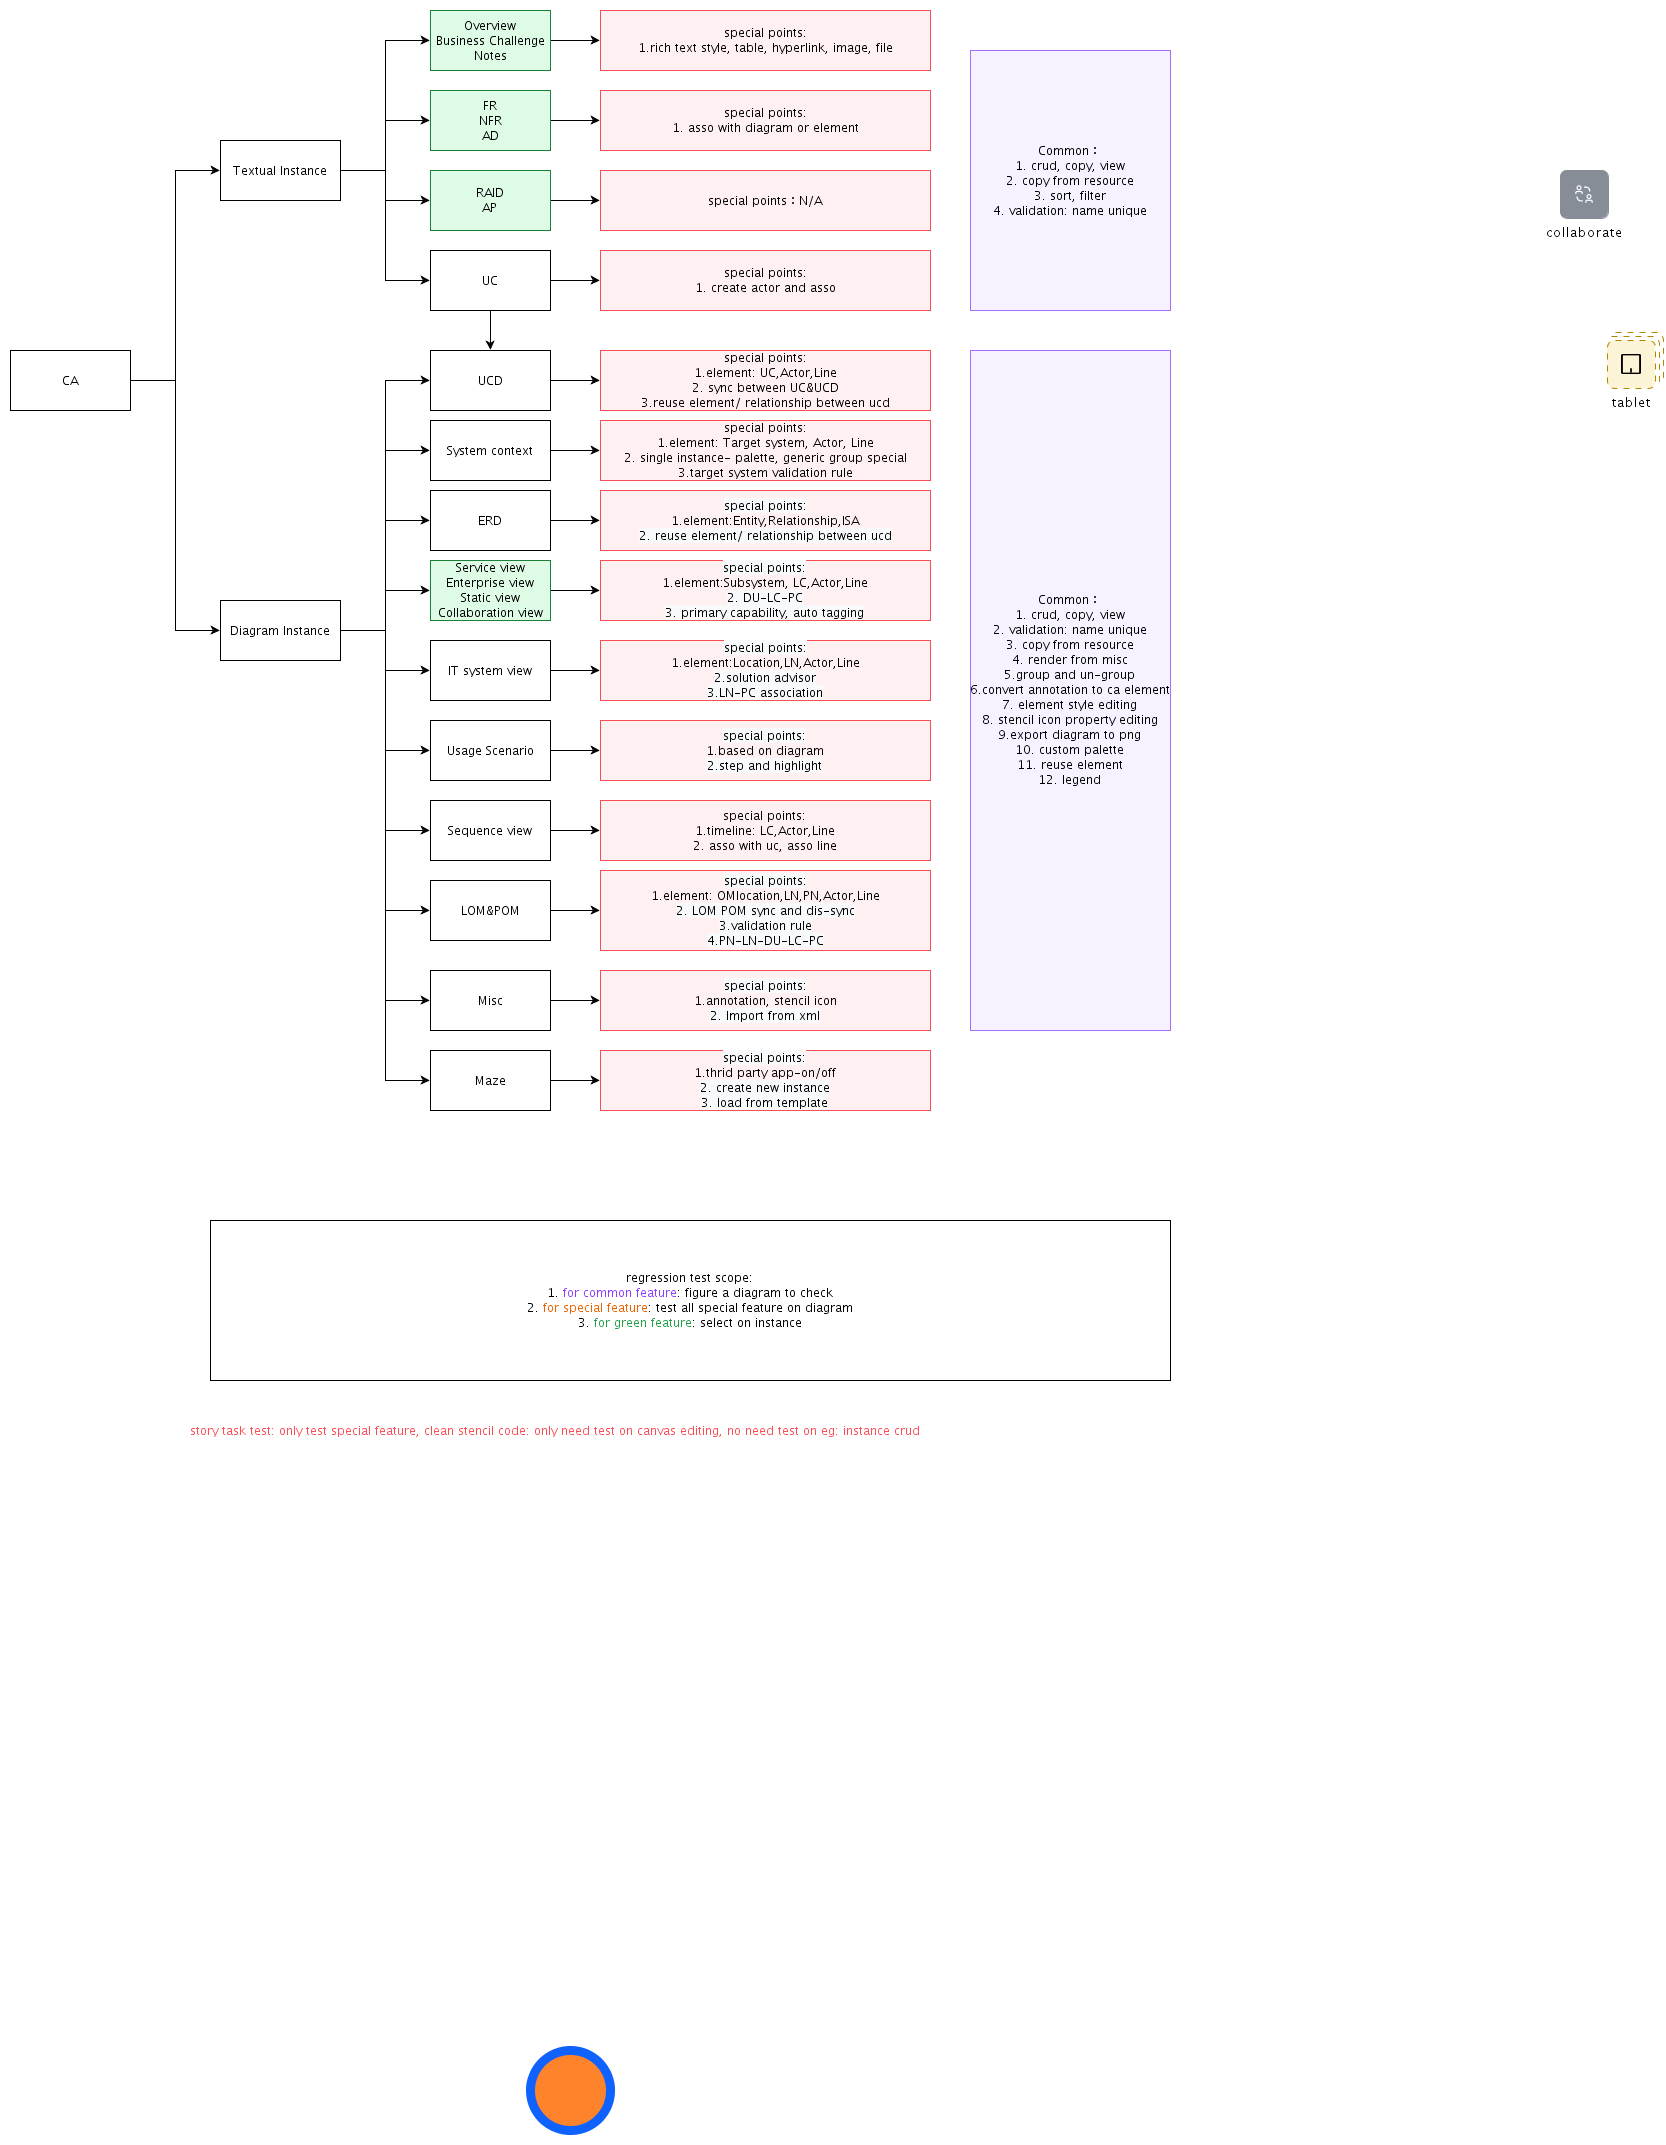 Overview
Business Challenge
Notes
special points:
1.rich text style, table, hyperlink, image, file
FR
NFR
AD
special points:
1. asso with diagram or element
Textual Instance
RAID
AP
special points：N/A
UC
special points:
1. create actor and asso
Common：
1. crud, copy, view
2. copy from resource
3. sort, filter
4. validation: name unique
collaborate
tablet
CA
UCD
special points:
1.element: UC,Actor,Line
2. sync between UC&UCD
3.reuse element/ relationship between ucd
System context
special points:
1.element: Target system, Actor, Line
2. single instance- palette, generic group special
3.target system validation rule
ERD
special points:
1.element:Entity,Relationship,ISA
2. reuse element/ relationship between ucd
Service view
Enterprise view
Static view
Collaboration view
special points:
1.element:Subsystem, LC,Actor,Line
2. DU-LC-PC
3. primary capability, auto tagging
Diagram Instance
IT system view
special points:
1.element:Location,LN,Actor,Line
2.solution advisor
3.LN-PC association
Usage Scenario
special points:
1.based on diagram
2.step and highlight
Sequence view
special points:
1.timeline: LC,Actor,Line
2. asso with uc, asso line
LOM&POM
special points:
1.element: OMlocation,LN,PN,Actor,Line
2. LOM POM sync and dis-sync
3.validation rule
4.PN-LN-DU-LC-PC
Misc
special points:
1.annotation, stencil icon
2. Import from xml
Maze
special points:
1.thrid party app-on/off
2. create new instance
3. load from template
Common：
1. crud, copy, view
2. validation: name unique
3. copy from resource
4. render from misc
5.group and un-group
6.convert annotation to ca element
7. element style editing
8. stencil icon property editing
9.export diagram to png
10. custom palette
11. reuse element
12. legend
regression test scope:
1. for common feature: figure a diagram to check
2. for special feature: test all special feature on diagram
3. for green feature: select on instance
story task test: only test special feature, clean stencil code: only need test on canvas editing, no need test on eg: instance crud